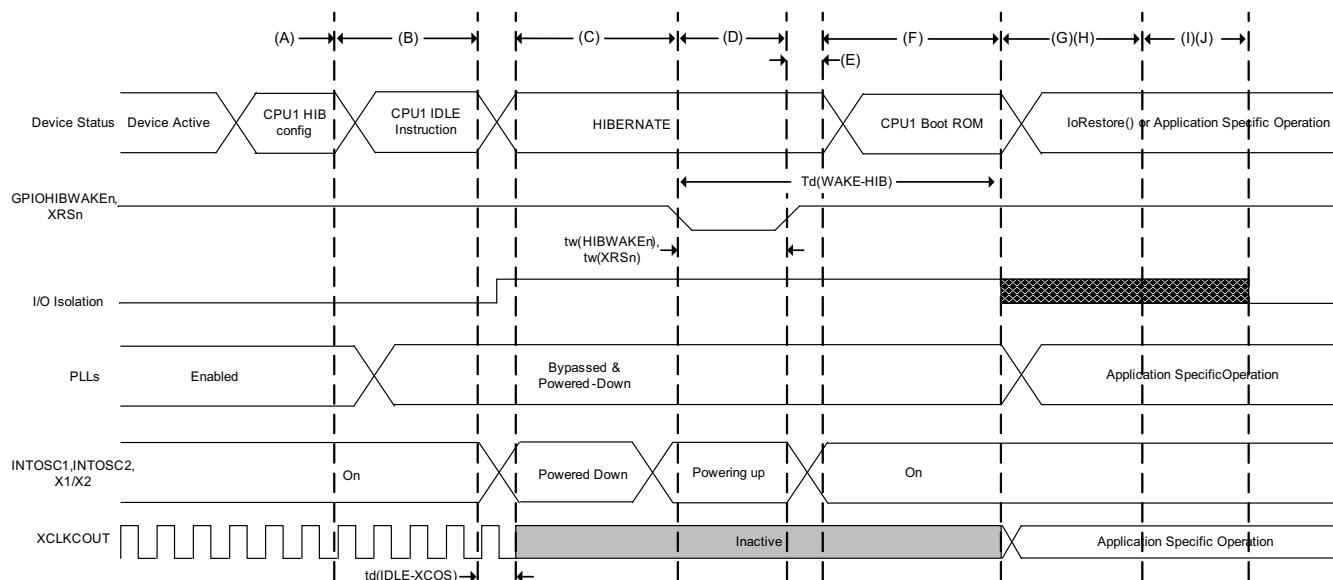 (A)
(B)
(C)
(D)
(E)
(F)
(G)(H)
(I)(J)
Device Status
Device Active
CPU1 HIB
config
CPU1 IDLE
Instruction
HIBERNATE
CPU1 Boot ROM
IoRestore() or Application Specific Operation
Td(WAKE-HIB)
GPIOHIBWAKEn,
XRSn
tw(HIBWAKEn),
tw(XRSn)
I/O Isolation
PLLs
Enabled
Bypassed &
Powered-Down
Application SpecificOperation
INTOSC1,INTOSC2,
X1/X2
On
Powered Down
Powering up
On
XCLKCOUT
Inactive
Application Specific Operation
td(IDLE-XCOS)